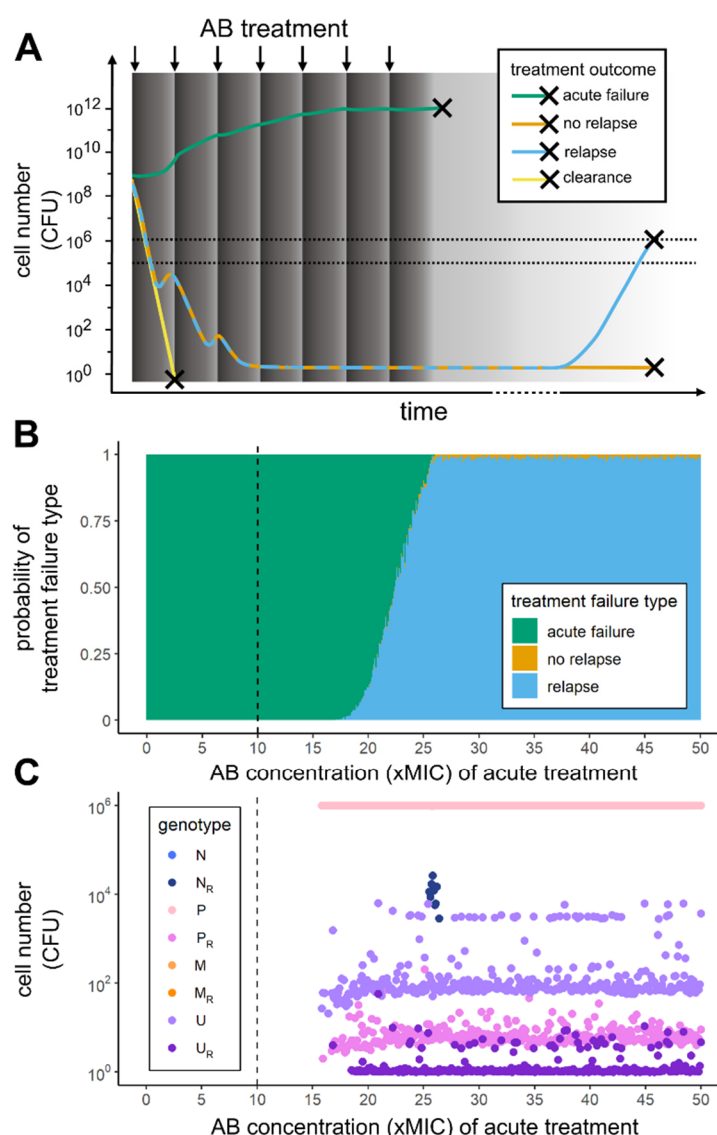 A
AB treatment
treatment outcome
acute failure
no relapse
relapse
clearance
cell number
(CFU)
10^12
10^10
10^8
10^6
10^4
10^2
10^0
time
B
probability of
treatment failure type
1
0.75
0.50
0.25
0
treatment failure type
acute failure
no relapse
relapse
0 5 10 15 20 25 30 35 40 45 50
AB concentration (xMIC) of acute treatment
C
cell number
(CFU)
10^6
10^4
10^2
10^0
genotype
N
N_R
P
P_R
M
M_R
U
U_R
0 5 10 15 20 25 30 35 40 45 50
AB concentration (xMIC) of acute treatment